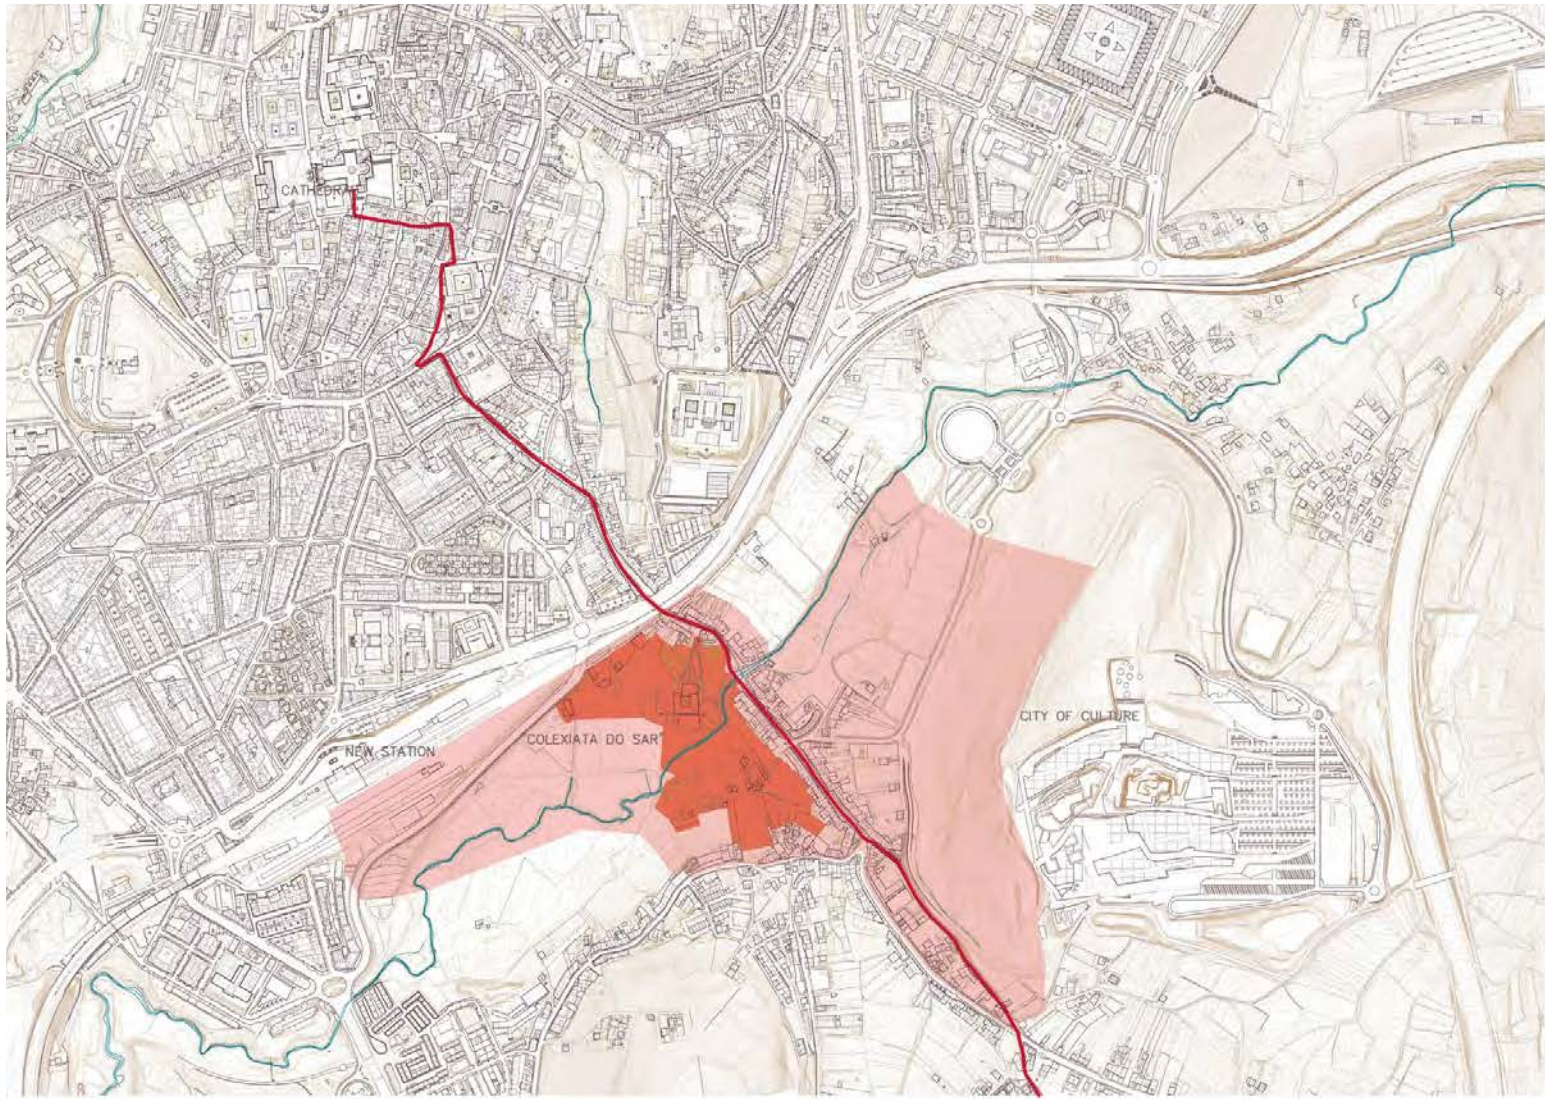 CATHEDRAL
CITY OF CULTURE
"COLEXIATA DO SAR"
NEW STATION